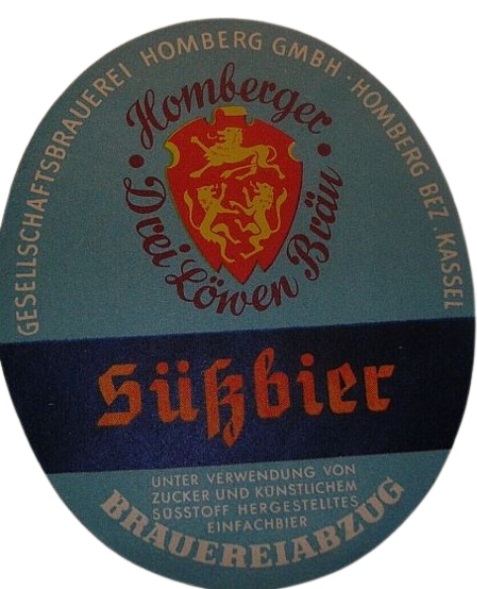 GESELLSCHAFTSBRAUEREI HOMBERG GMBH · HOMBERG BEZ. KASSEL
Homberger
Drei Löwen Bräu
Süßbier
UNTER VERWENDUNG VON
ZUCKER UND KÜNSTLICHEM
SÜSSTOFF HERGESTELLTES
EINFACHBIER
BRAUEREIABZUG